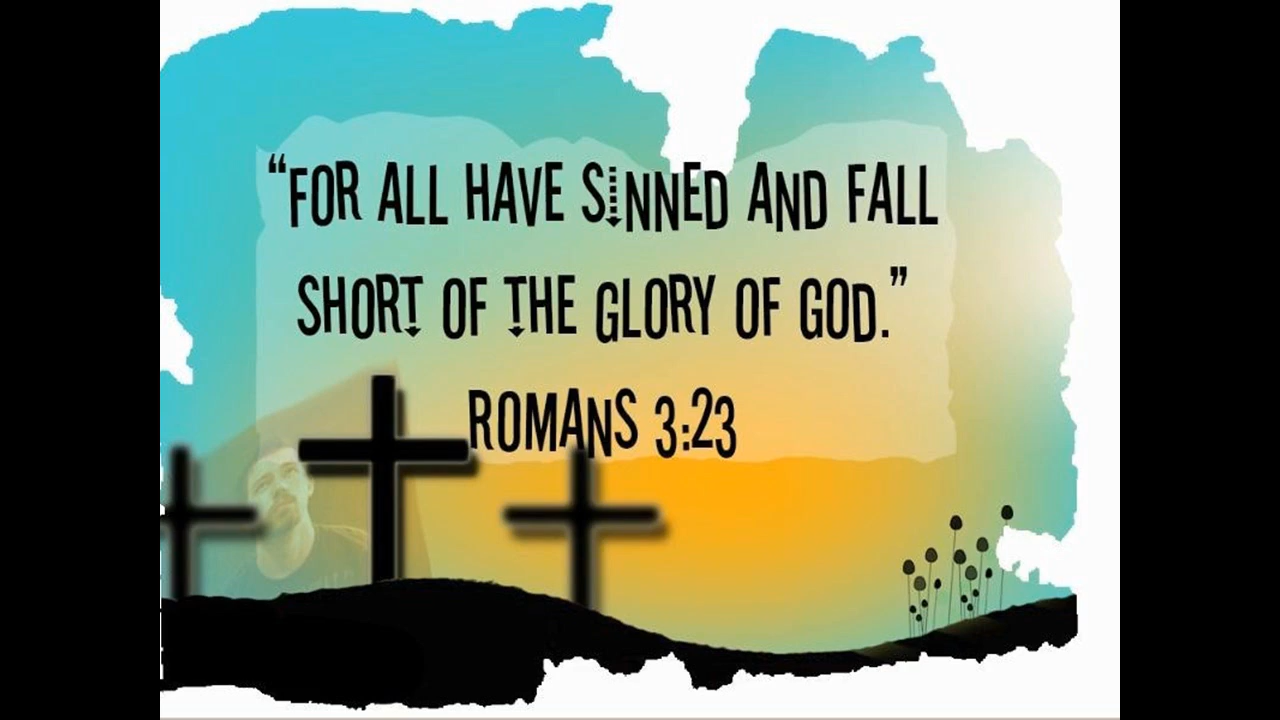 “FOR ALL HAVE SINNED AND FALL
SHORT OF THE GLORY OF GOD.”
ROMANS 3:23